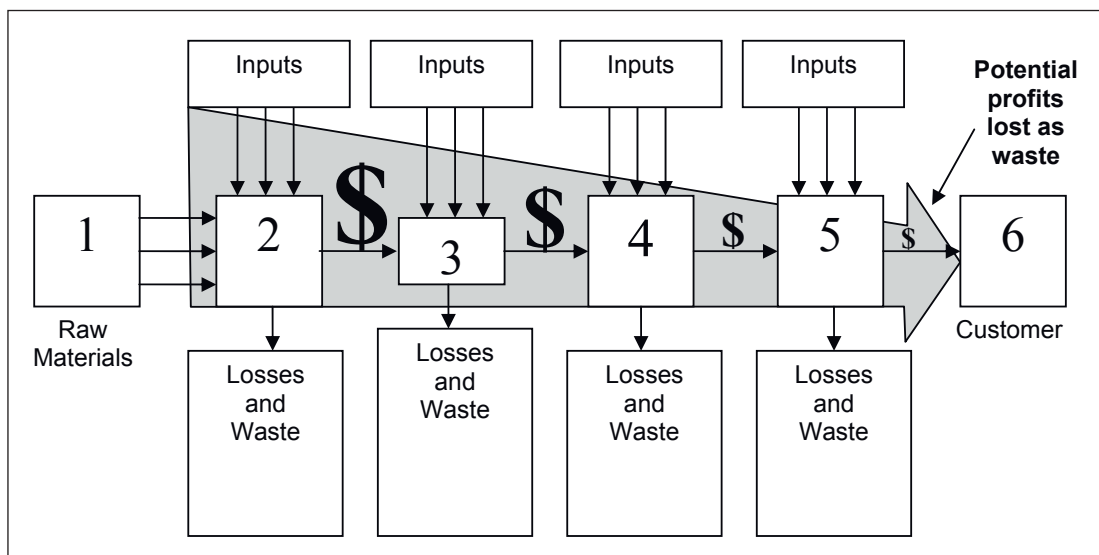 Inputs
Inputs
Inputs
Inputs
Potential
profits
lost as
waste
1
2
$
3
$
4
$
5
$
6
Raw
Materials
Customer
Losses
and
Waste
Losses
and
Waste
Losses
and
Waste
Losses
and
Waste